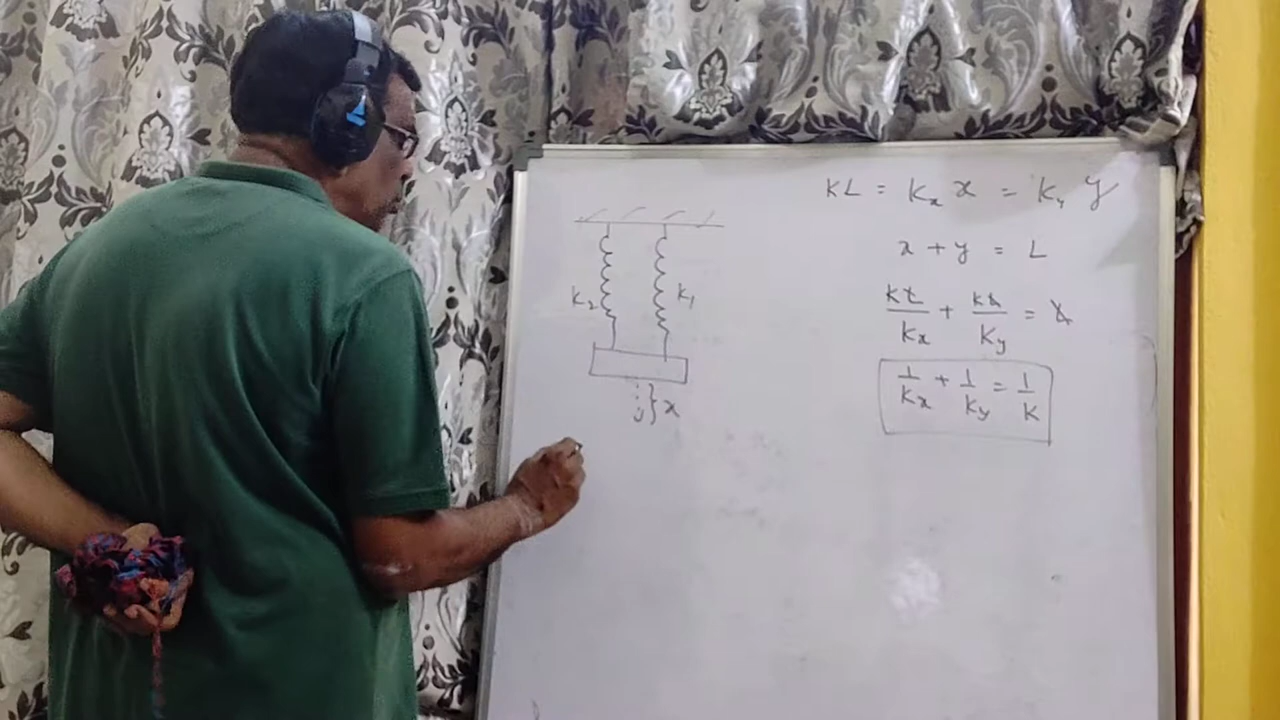 KL = Kx x = Ky y
x + y = L
KL/Kx + KL/Ky = L
1/Kx + 1/Ky = 1/K
K2 K1
x